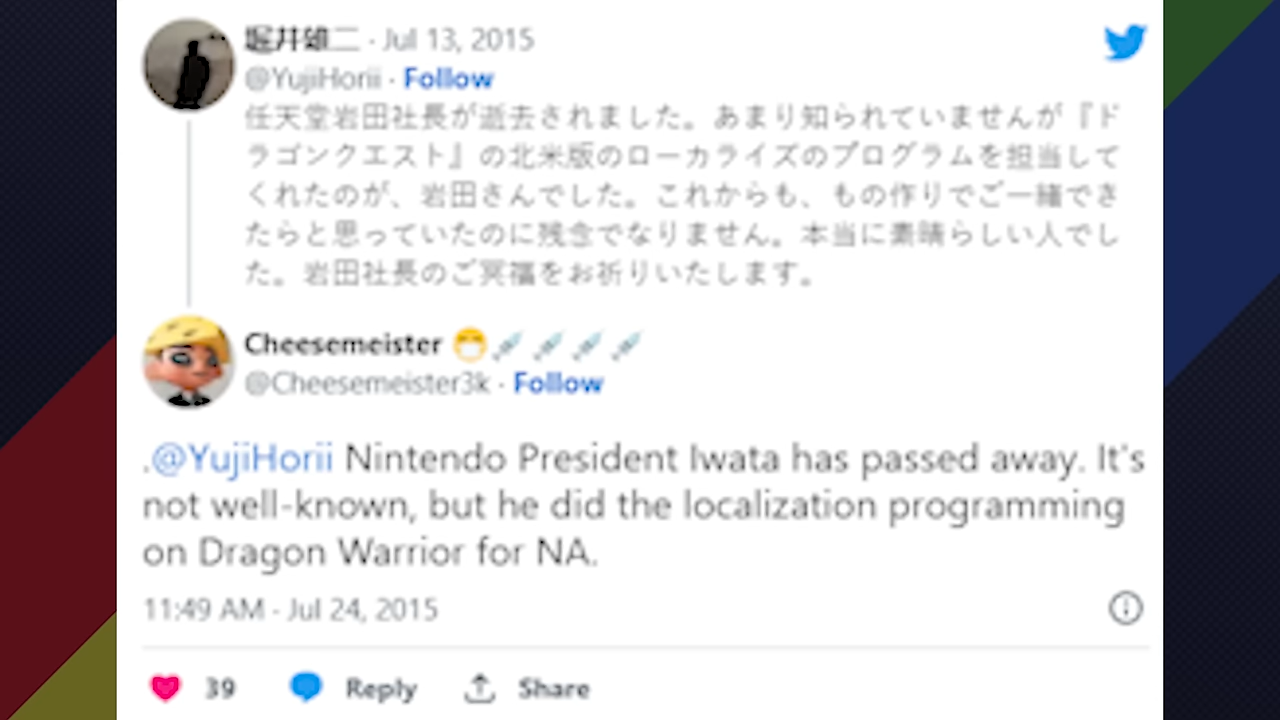 堀井雄二 · Jul 13, 2015
@YujiHorii · Follow
任天堂岩田社長が逝去されました。あまり知られていませんが『ド
ラゴンクエスト』の北米版のローカライズのプログラムを担当して
くれたのが、岩田さんでした。これからも、もの作りでご一緒でき
たらと思っていたのに残念でなりません。本当に素晴らしい人でし
た。岩田社長のご冥福をお祈りいたします。
Cheesemeister 😷💉💉💉💉
@Cheesemeister3k · Follow
.@YujiHorii Nintendo President Iwata has passed away. It's
not well-known, but he did the localization programming
on Dragon Warrior for NA.
11:49 AM · Jul 24, 2015
39 Reply Share